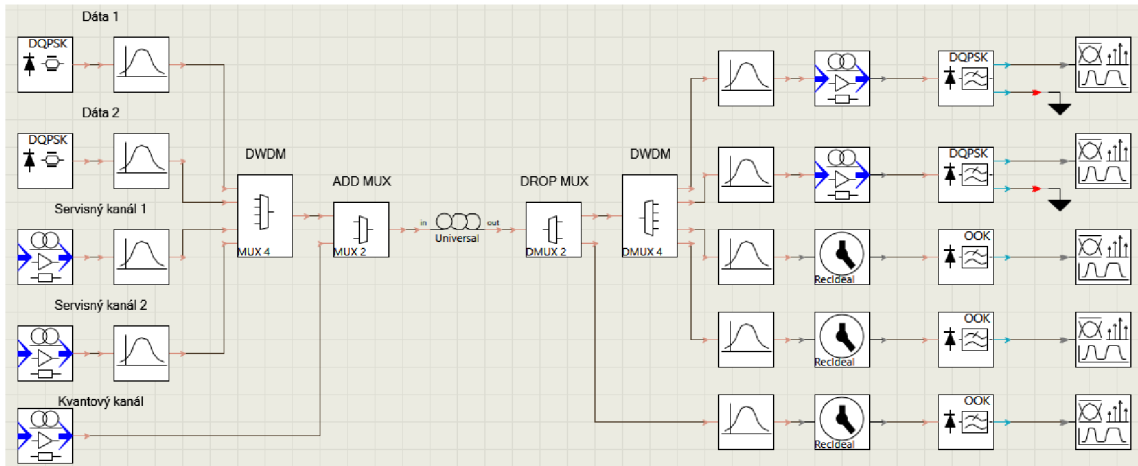 Dáta 1
DQPSK
Dáta 2
DQPSK
Servisný kanál 1
Servisný kanál 2
Kvantový kanál
DWDM
MUX 4
ADD MUX
MUX 2
in
out
Universal
DROP MUX
DMUX 2
DWDM
DMUX 4
DQPSK
DQPSK
RecIdeal
OOK
RecIdeal
OOK
RecIdeal
OOK